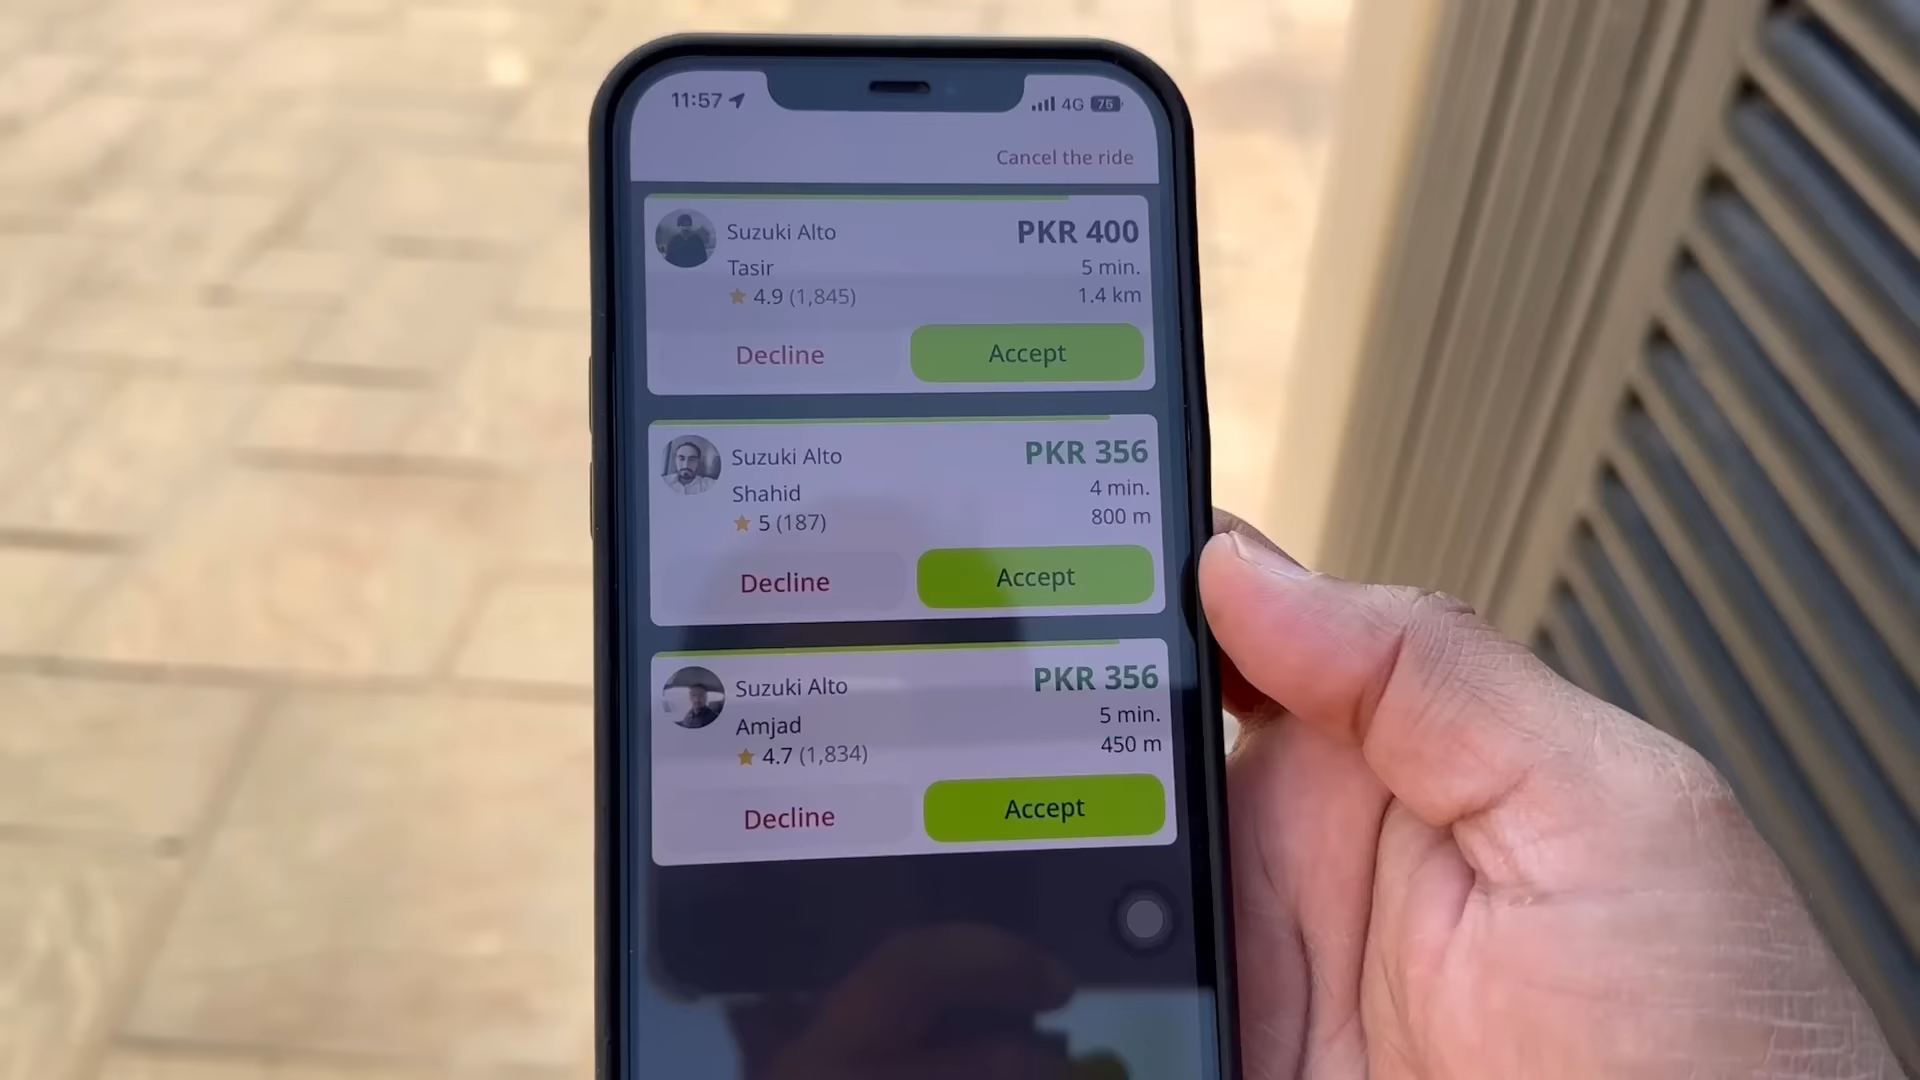 11:57
4G 75
Cancel the ride
Suzuki Alto PKR 400
Tasir 5 min.
4.9 (1,845) 1.4 km
Decline Accept
Suzuki Alto PKR 356
Shahid 4 min.
5 (187) 800 m
Decline Accept
Suzuki Alto PKR 356
Amjad 5 min.
4.7 (1,834) 450 m
Decline Accept